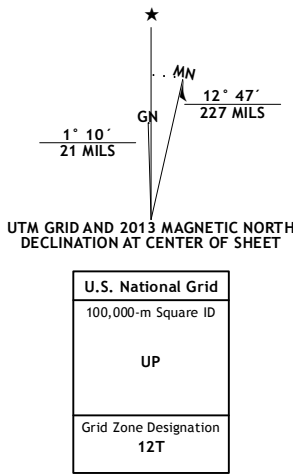 MN
GN
12° 47´
227 MILS
1° 10´
21 MILS
UTM GRID AND 2013 MAGNETIC NORTH
DECLINATION AT CENTER OF SHEET
U.S. National Grid
100,000-m Square ID
UP
Grid Zone Designation
12T